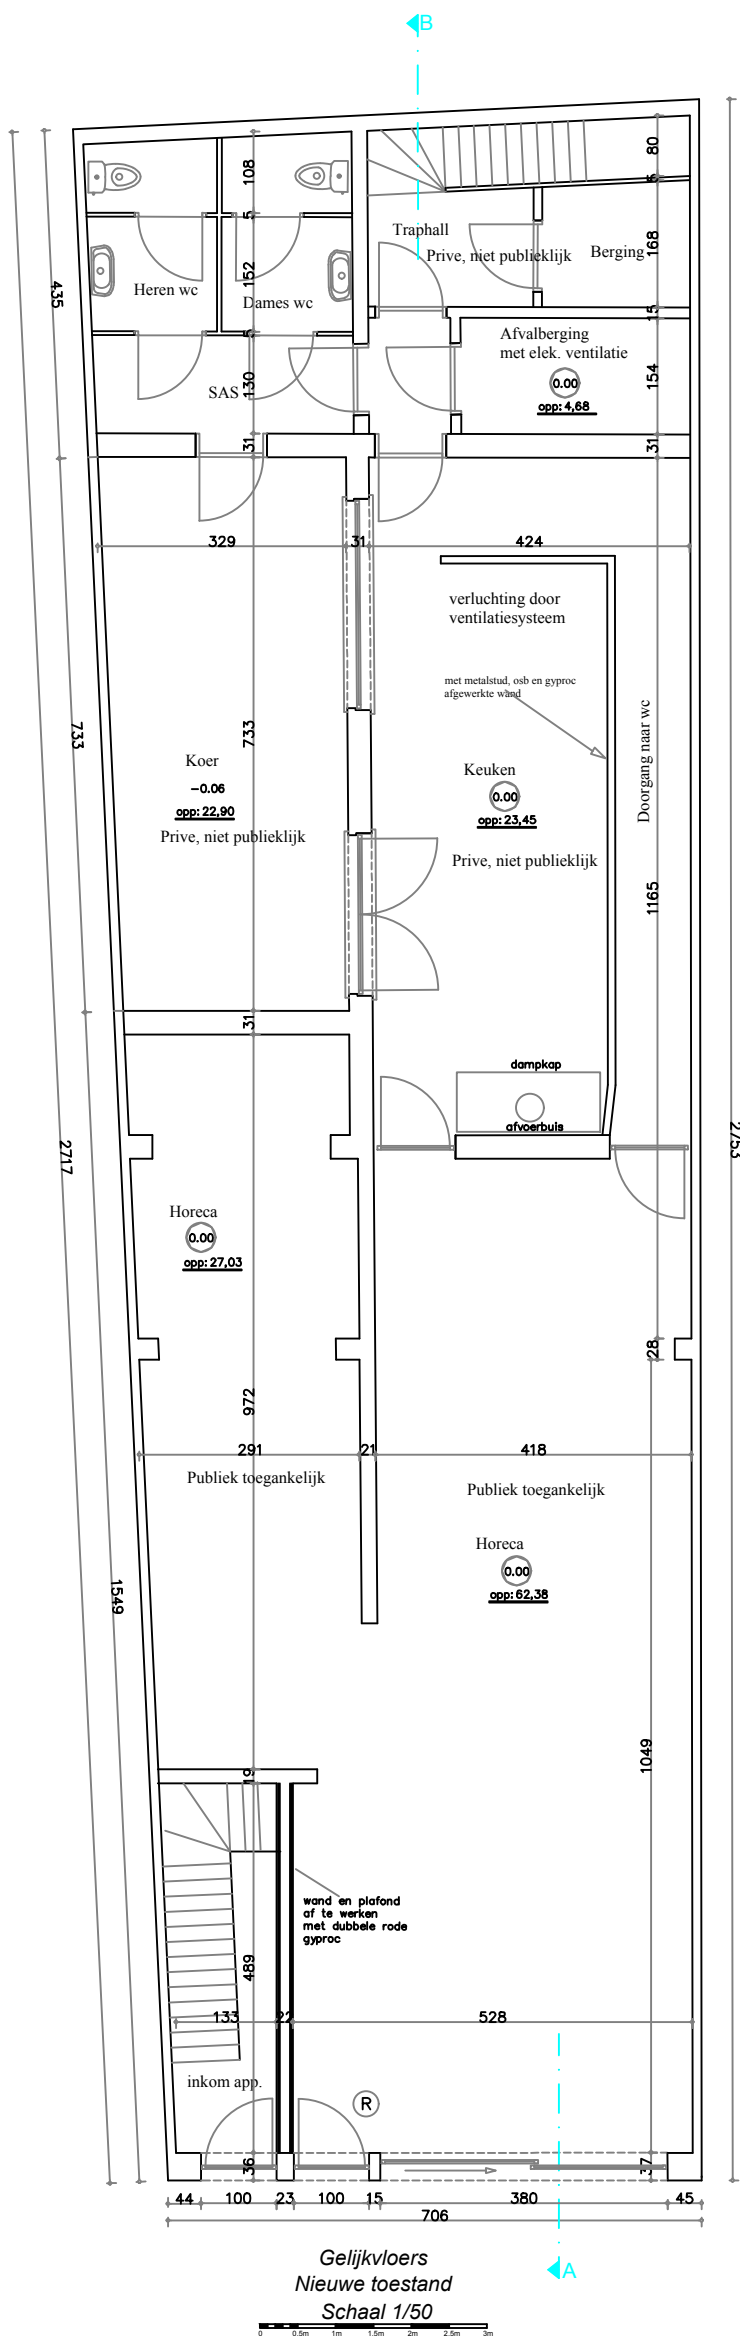 B
80
6
108
5
Traphall
Prive, niet publieklijk
Berging
168
152
435
Heren wc
Dames wc
15
Afvalberging
met elek. ventilatie
0.00
opp: 4,68
154
SAS
130
31
31
329
31
424
verluchting door
ventilatiesysteem
met metalstud, osb en gyproc
afgewerkte wand
Doorgang naar wc
733
733
Koer
-0.06
opp: 22,90
Prive, niet publieklijk
Keuken
0.00
opp: 23,45
Prive, niet publieklijk
1165
31
dampkap
afvoerbuis
2717
2753
Horeca
0.00
opp: 27,03
28
972
291
21
418
Publiek toegankelijk
Publiek toegankelijk
Horeca
0.00
opp: 62,38
1549
1049
19
wand en plafond
af te werken
met dubbele rode
gyproc
489
133
22
528
inkom app.
R
36
37
44
100
23
100
15
380
45
706
A
Gelijkvloers
Nieuwe toestand
Schaal 1/50
0
0.5m
1m
1.5m
2m
2.5m
3m